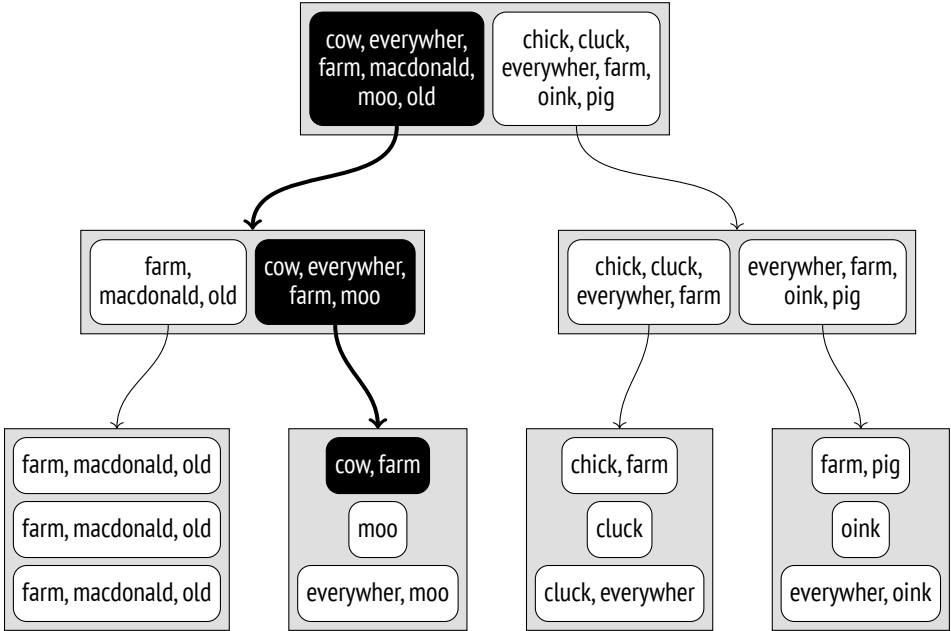 cow, everywher,
farm, macdonald,
moo, old
chick, cluck,
everywher, farm,
oink, pig
farm,
macdonald, old
cow, everywher,
farm, moo
chick, cluck,
everywher, farm
everywher, farm,
oink, pig
farm, macdonald, old
farm, macdonald, old
farm, macdonald, old
cow, farm
moo
everywher, moo
chick, farm
cluck
cluck, everywher
farm, pig
oink
everywher, oink